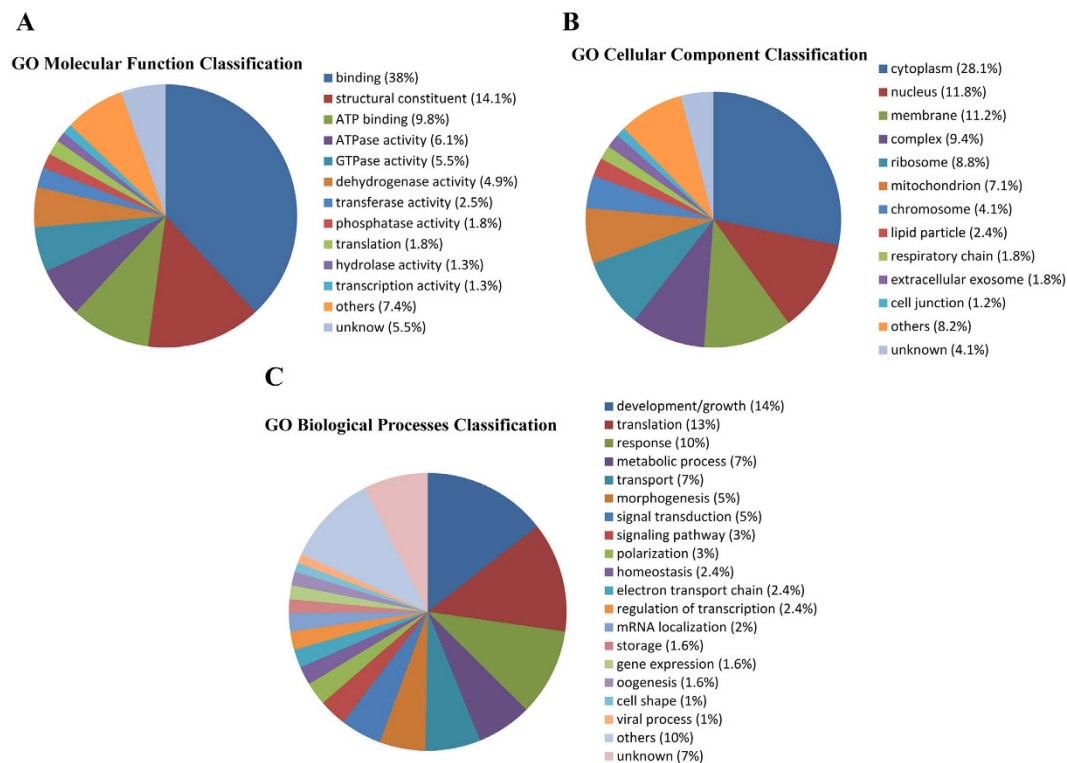 A
GO Molecular Function Classification
binding (38%)
structural constituent (14.1%)
ATP binding (9.8%)
ATPase activity (6.1%)
GTPase activity (5.5%)
dehydrogenase activity (4.9%)
transferase activity (2.5%)
phosphatase activity (1.8%)
translation (1.8%)
hydrolase activity (1.3%)
transcription activity (1.3%)
others (7.4%)
unknow (5.5%)
B
GO Cellular Component Classification
cytoplasm (28.1%)
nucleus (11.8%)
membrane (11.2%)
complex (9.4%)
ribosome (8.8%)
mitochondrion (7.1%)
chromosome (4.1%)
lipid particle (2.4%)
respiratory chain (1.8%)
extracellular exosome (1.8%)
cell junction (1.2%)
others (8.2%)
unknown (4.1%)
C
GO Biological Processes Classification
development/growth (14%)
translation (13%)
response (10%)
metabolic process (7%)
transport (7%)
morphogenesis (5%)
signal transduction (5%)
signaling pathway (3%)
polarization (3%)
homeostasis (2.4%)
electron transport chain (2.4%)
regulation of transcription (2.4%)
mRNA localization (2%)
storage (1.6%)
gene expression (1.6%)
oogenesis (1.6%)
cell shape (1%)
viral process (1%)
others (10%)
unknown (7%)